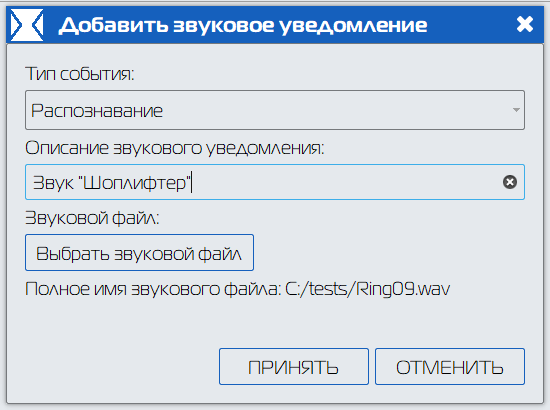 Добавить звуковое уведомление
Тип события:
Распознавание
Описание звукового уведомления:
Звук "Шоплифтер"
Звуковой файл:
Выбрать звуковой файл
Полное имя звукового файла: C:/tests/Ring09.wav
ПРИНЯТЬ ОТМЕНИТЬ